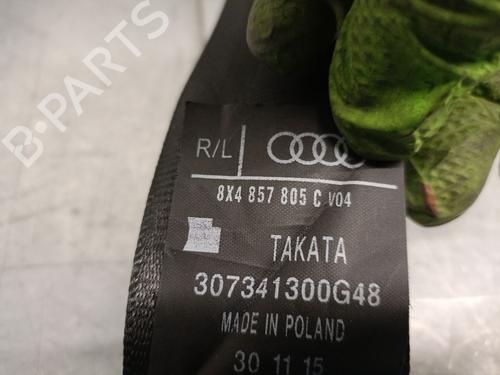 B-PARTS
R/L
8X4 857 805 C V04
TAKATA
307341300G48
MADE IN POLAND
30 11 15